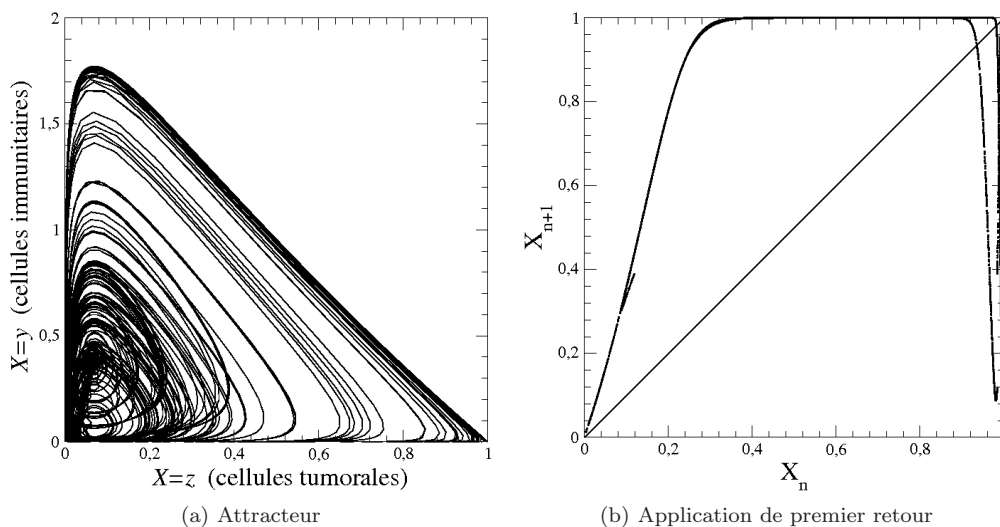 2
1,5
1
0,5
0
X=y (cellules immunitaires)
0 0,2 0,4 0,6 0,8 1
X=z (cellules tumorales)
(a) Attracteur
1
0,8
0,6
0,4
0,2
0
X_{n+1}
0 0,2 0,4 0,6 0,8
X_n
(b) Application de premier retour